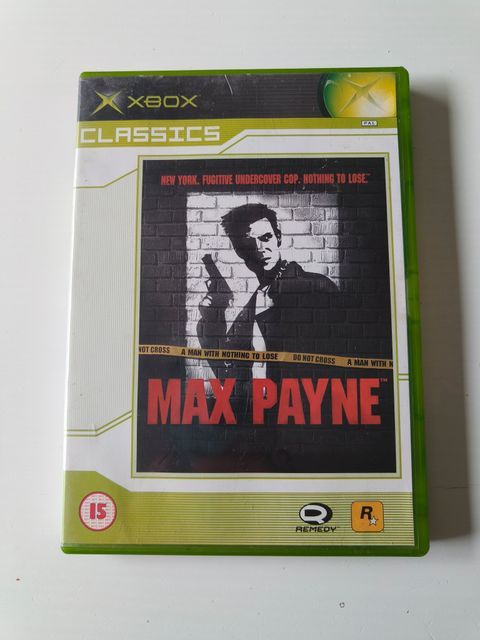 XBOX
PAL
CLASSICS
NEW YORK. FUGITIVE UNDERCOVER COP. NOTHING TO LOSE.™
NOT CROSS A MAN WITH NOTHING TO LOSE DO NOT CROSS A MAN WITH N
MAX PAYNE™
15
R
REMEDY™
R